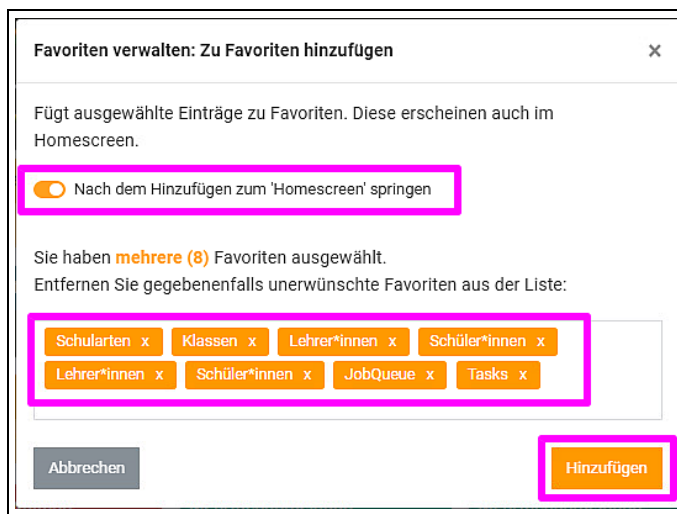 Favoriten verwalten: Zu Favoriten hinzufügen ×
Fügt ausgewählte Einträge zu Favoriten. Diese erscheinen auch im
Homescreen.
Nach dem Hinzufügen zum 'Homescreen' springen
Sie haben mehrere (8) Favoriten ausgewählt.
Entfernen Sie gegebenenfalls unerwünschte Favoriten aus der Liste:
Schularten x Klassen x Lehrer*innen x Schüler*innen x
Lehrer*innen x Schüler*innen x JobQueue x Tasks x
Abbrechen Hinzufügen